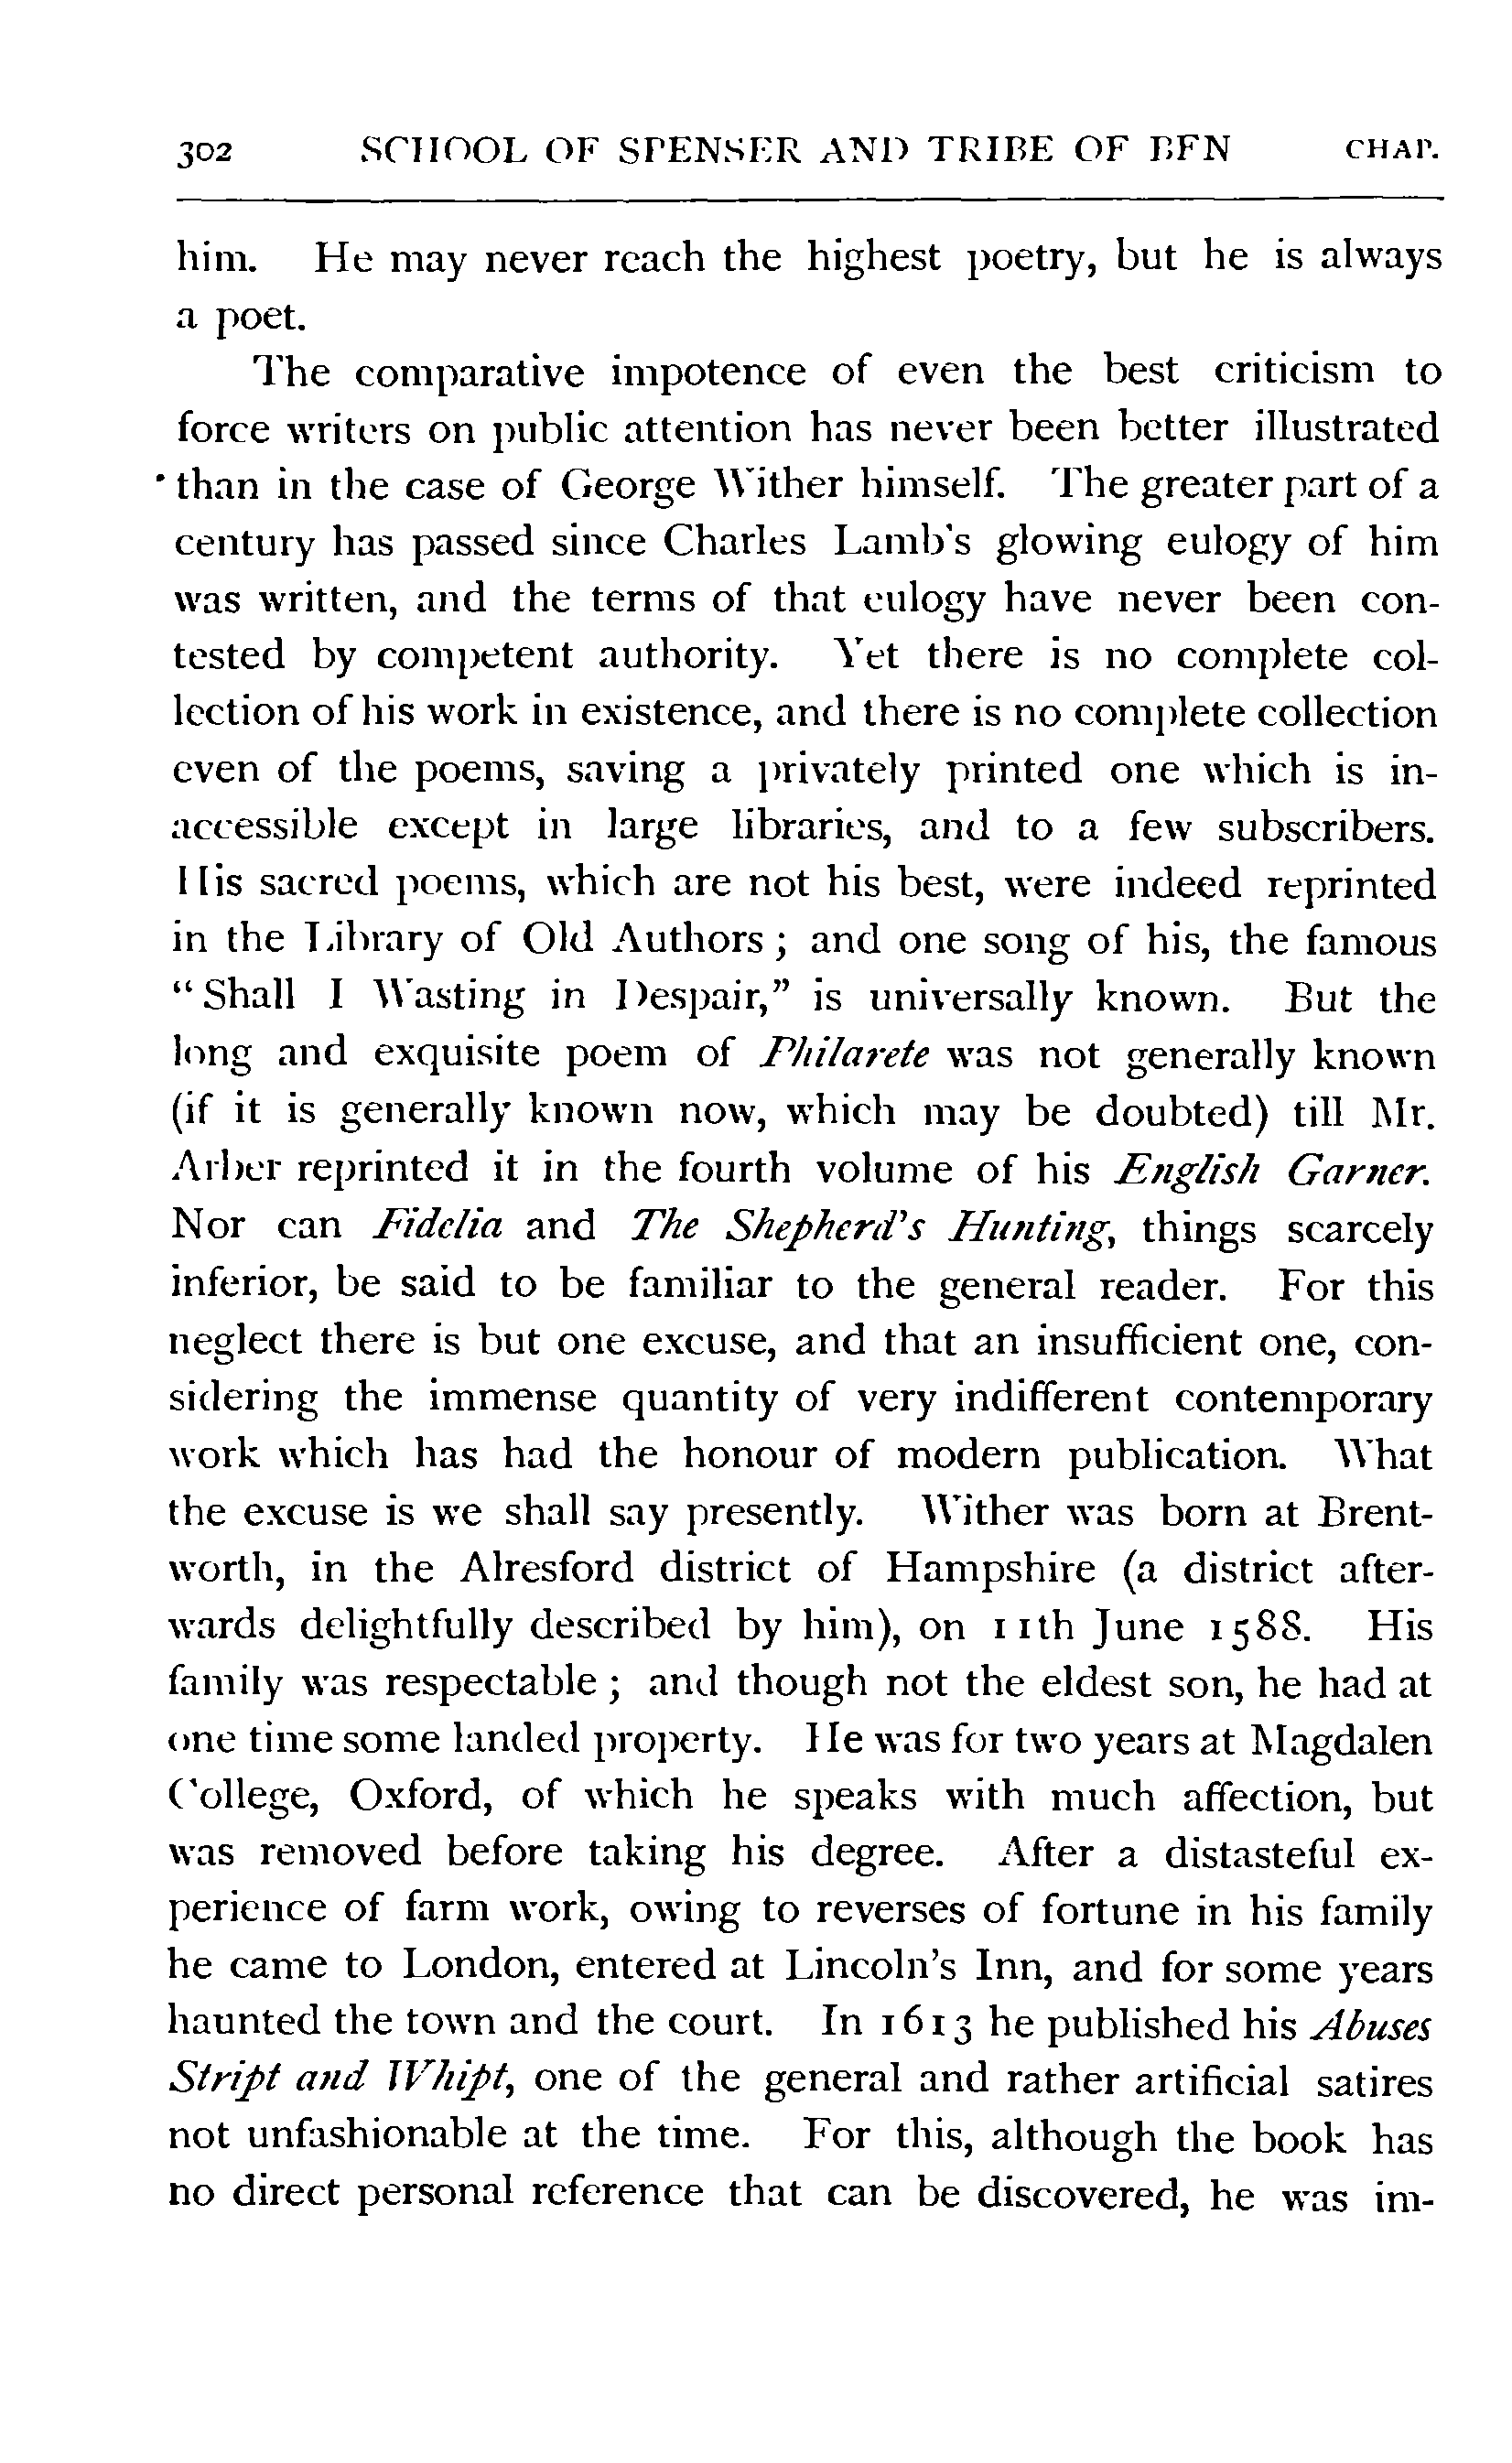 302 SCHOOL OF SPENSER AND TRIBE OF BEN CHAP.
him. He may never reach the highest poetry, but he is always
a poet.
The comparative impotence of even the best criticism to
force writers on public attention has never been better illustrated
than in the case of George Wither himself. The greater part of a
century has passed since Charles Lamb's glowing eulogy of him
was written, and the terms of that eulogy have never been con-
tested by competent authority. Yet there is no complete col-
lection of his work in existence, and there is no complete collection
even of the poems, saving a privately printed one which is in-
accessible except in large libraries, and to a few subscribers.
His sacred poems, which are not his best, were indeed reprinted
in the Library of Old Authors; and one song of his, the famous
"Shall I Wasting in Despair," is universally known. But the
long and exquisite poem of Philarete was not generally known
(if it is generally known now, which may be doubted) till Mr.
Arber reprinted it in the fourth volume of his English Garner.
Nor can Fidelia and The Shepherd's Hunting, things scarcely
inferior, be said to be familiar to the general reader. For this
neglect there is but one excuse, and that an insufficient one, con-
sidering the immense quantity of very indifferent contemporary
work which has had the honour of modern publication. What
the excuse is we shall say presently. Wither was born at Brent-
worth, in the Alresford district of Hampshire (a district after-
wards delightfully described by him), on 11th June 1588. His
family was respectable; and though not the eldest son, he had at
one time some landed property. He was for two years at Magdalen
College, Oxford, of which he speaks with much affection, but
was removed before taking his degree. After a distasteful ex-
perience of farm work, owing to reverses of fortune in his family
he came to London, entered at Lincoln's Inn, and for some years
haunted the town and the court. In 1613 he published his Abuses
Stript and Whipt, one of the general and rather artificial satires
not unfashionable at the time. For this, although the book has
no direct personal reference that can be discovered, he was im-